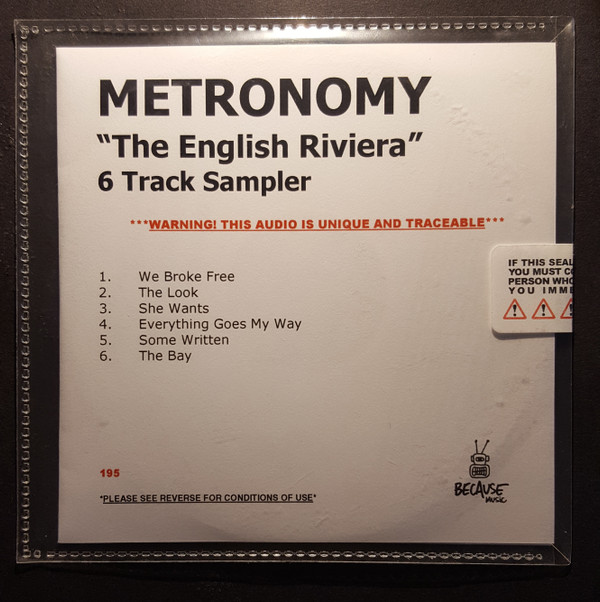 METRONOMY
"The English Riviera"
6 Track Sampler
***WARNING! THIS AUDIO IS UNIQUE AND TRACEABLE***
1. We Broke Free
2. The Look
3. She Wants
4. Everything Goes My Way
5. Some Written
6. The Bay
IF THIS SEAL
YOU MUST
PERSON WHO
YOU
195
*PLEASE SEE REVERSE FOR CONDITIONS OF USE*
BECAUSE
MUSIC